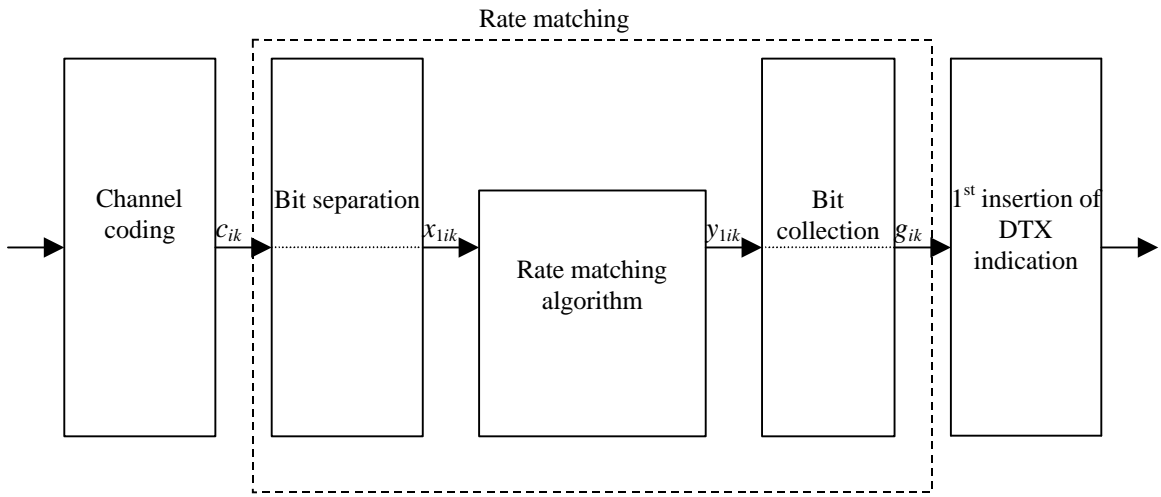 Rate matching
Channel
coding
c_ik
Bit separation
x_1ik
Rate matching
algorithm
y_1ik
Bit
collection
g_ik
1st insertion of
DTX
indication